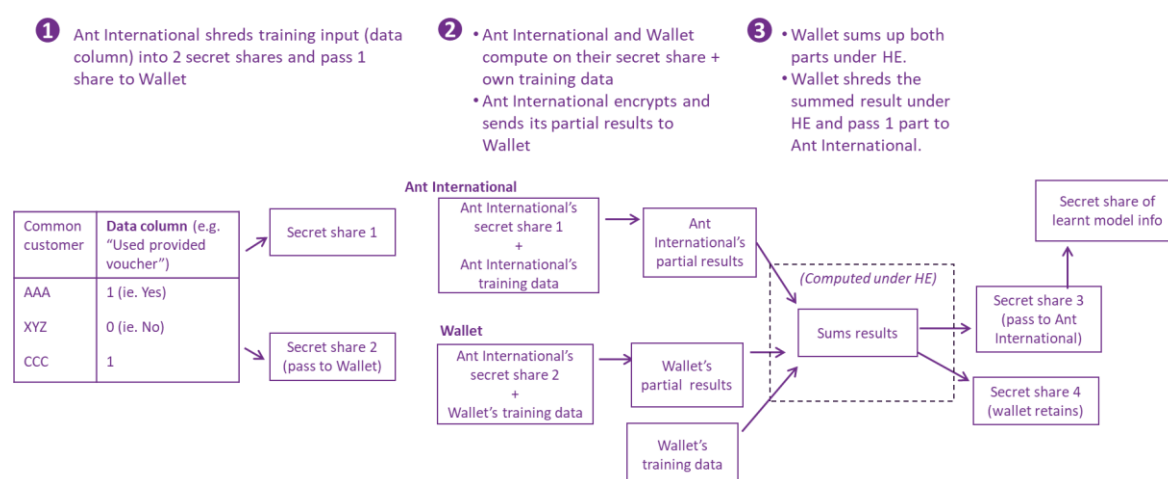 1
Ant International shreds training input (data
column) into 2 secret shares and pass 1
share to Wallet
2
• Ant International and Wallet
compute on their secret share +
own training data
• Ant International encrypts and
sends its partial results to
Wallet
3
• Wallet sums up both
parts under HE.
• Wallet shreds the
summed result under
HE and pass 1 part to
Ant International.
Common
customer
Data column (e.g.
“Used provided
voucher”)
AAA
1 (ie. Yes)
XYZ
0 (ie. No)
CCC
1
Secret share 1
Secret share 2
(pass to Wallet)
Ant International
Ant International’s
secret share 1
+
Ant International’s
training data
Ant
International’s
partial results
Wallet
Ant International’s
secret share 2
+
Wallet’s training data
Wallet’s
partial results
Wallet’s
training data
(Computed under HE)
Sums results
Secret share of
learnt model info
Secret share 3
(pass to Ant
International)
Secret share 4
(wallet retains)